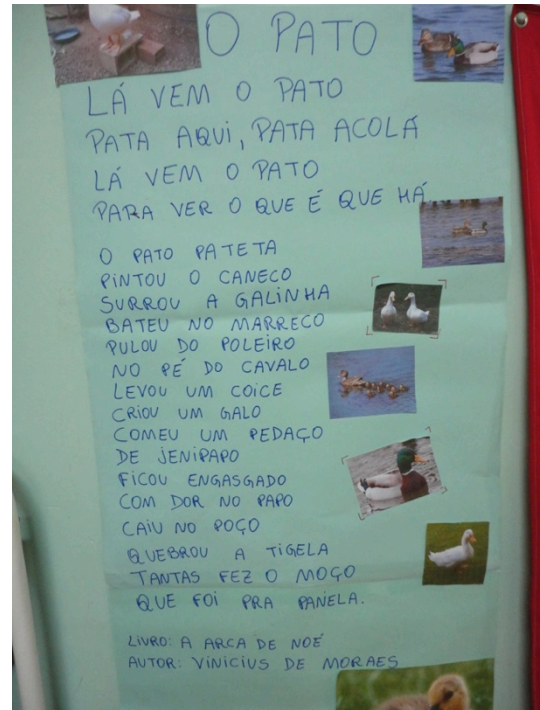 O PATO
LÁ VEM O PATO
PATA AQUI, PATA ACOLÁ
LÁ VEM O PATO
PARA VER O QUE É QUE HÁ.
O PATO PATETA
PINTOU O CANECO
SURROU A GALINHA
BATEU NO MARRECO
PULOU DO POLEIRO
NO PÉ DO CAVALO
LEVOU UM COICE
CRIOU UM GALO
COMEU UM PEDAÇO
DE JENIPAPO
FICOU ENGASGADO
COM DOR NO PAPO
CAIU NO POÇO
QUEBROU A TIGELA
TANTAS FEZ O MOÇO
QUE FOI PRA PANELA.
LIVRO: A ARCA DE NOÉ
AUTOR: VINICIUS DE MORAES